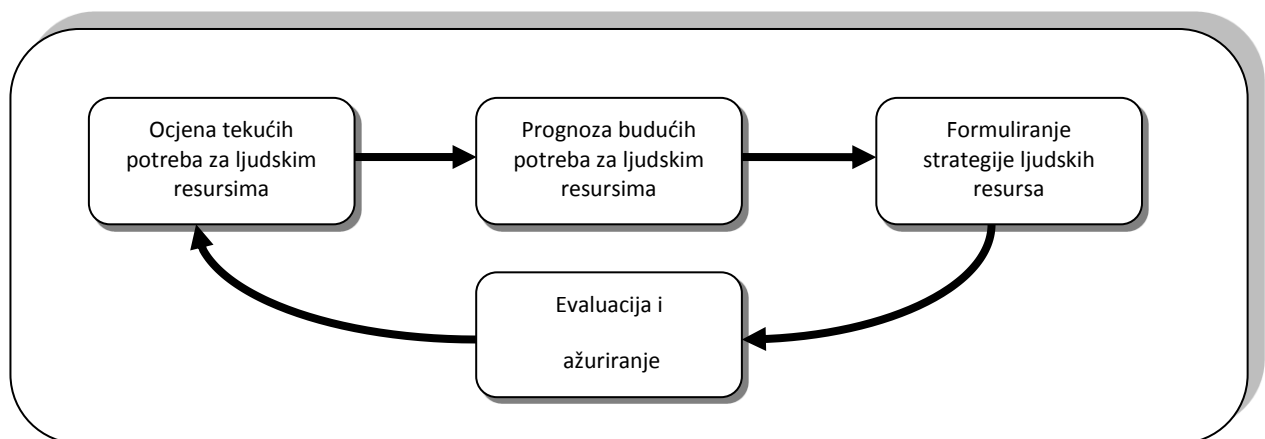 Ocjena tekućih
potreba za ljudskim
resursima
Prognoza budućih
potreba za ljudskim
resursima
Formuliranje
strategije ljudskih
resursa
Evaluacija i
ažuriranje